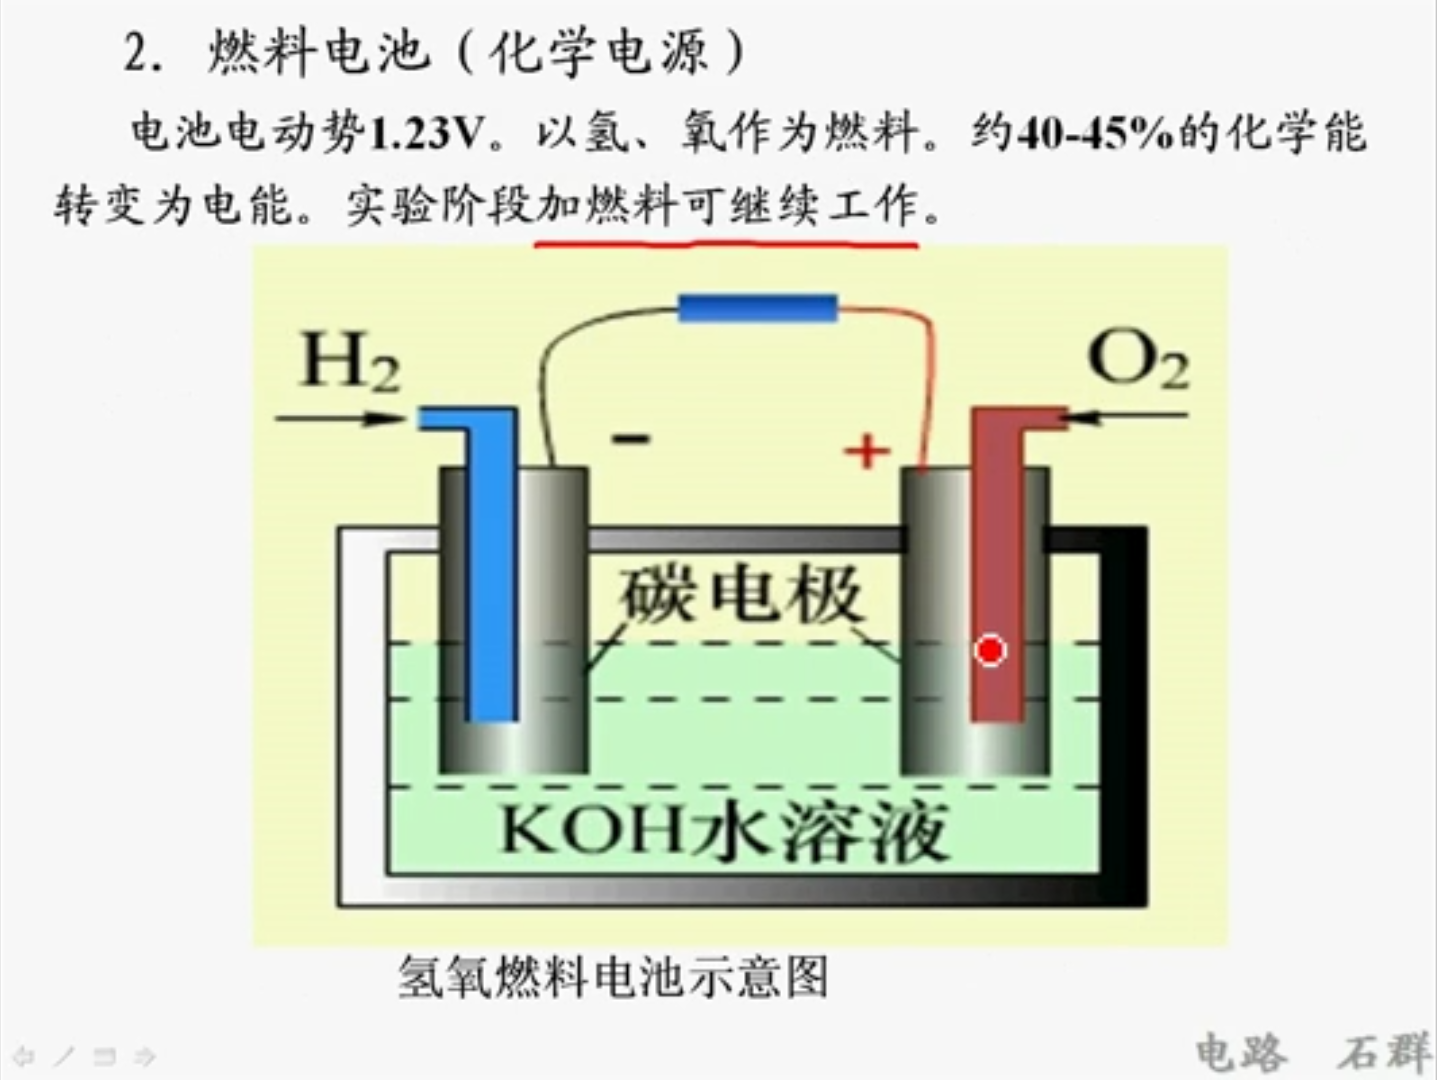 2. 燃料电池（化学电源）
电池电动势1.23V。以氢、氧作为燃料。约40-45%的化学能
转变为电能。实验阶段加燃料可继续工作。
H2
O2
-
+
碳电极
KOH水溶液
氢氧燃料电池示意图
电路 石群